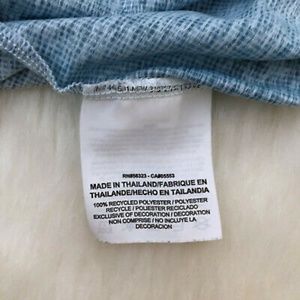 RN#56323 - CA#05553
MADE IN THAILAND/FABRIQUE EN
THAILANDE/HECHO EN TAILANDIA
100% RECYCLED POLYESTER / POLYESTER
RECYCLE / POLIESTER RECICLADO
EXCLUSIVE OF DECORATION / DECORATION
NON COMPRISE / NO INCLUYE LA
DECORACION